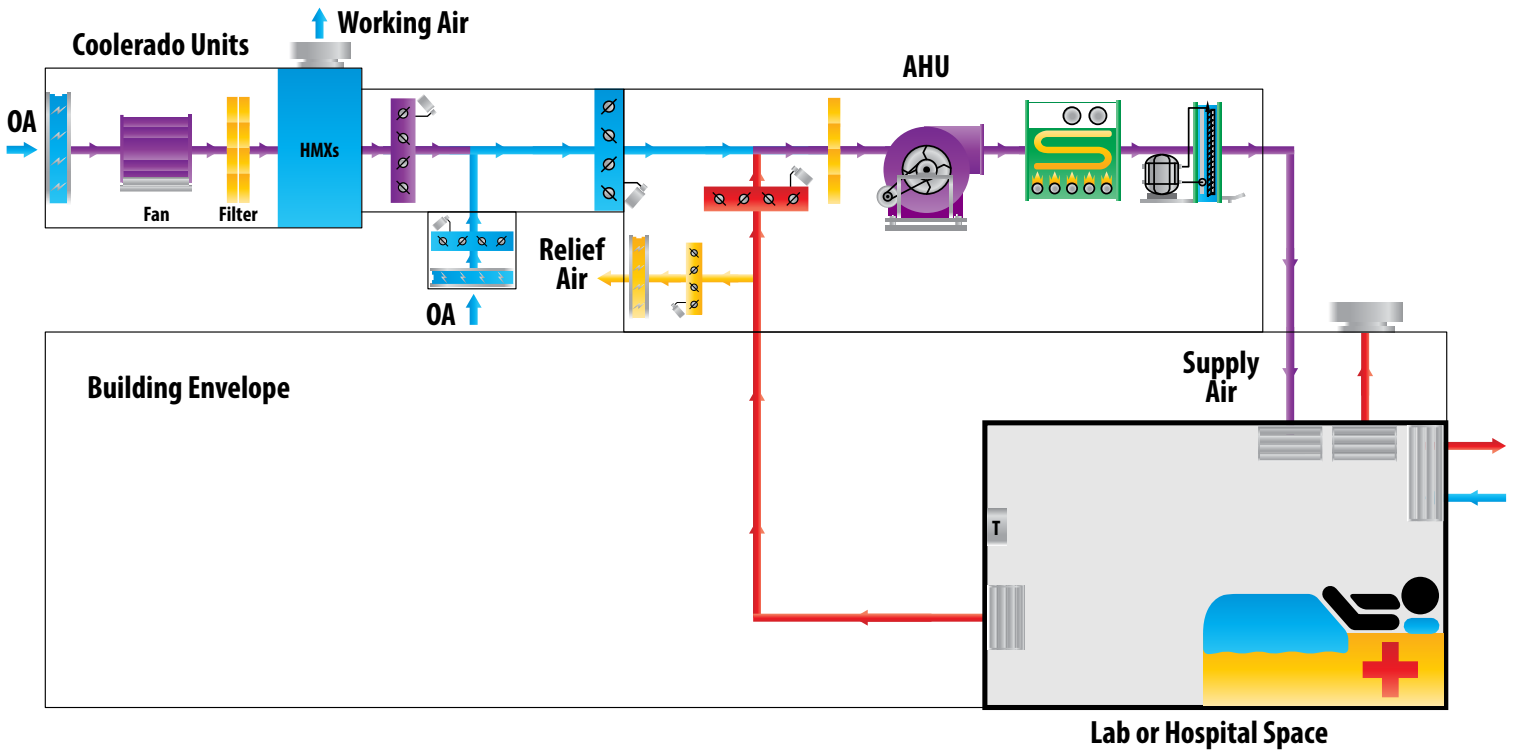 Working Air
Coolerado Units
AHU
OA
HMXs
Fan
Filter
Relief
Air
OA
Building Envelope
Supply
Air
T
Lab or Hospital Space